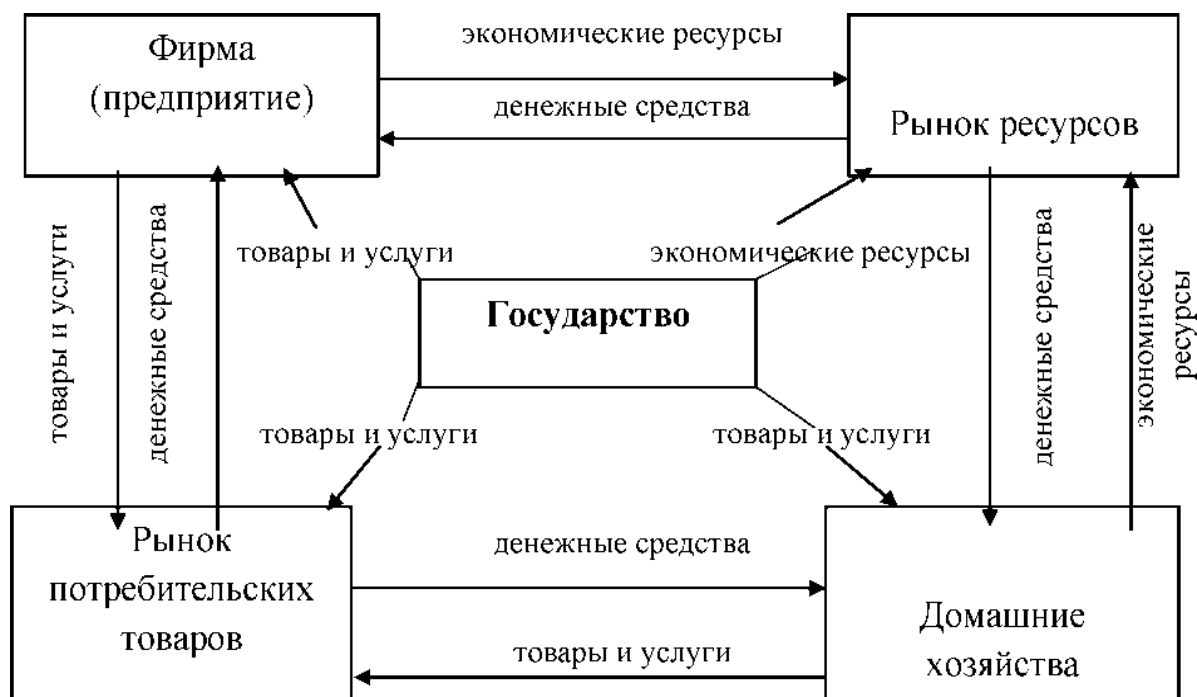 Фирма
(предприятие)
экономические ресурсы
денежные средства
Рынок ресурсов
товары и услуги
денежные средства
товары и услуги
экономические ресурсы
Государство
денежные средства
экономические
ресурсы
товары и услуги
товары и услуги
Рынок
потребительских
товаров
денежные средства
товары и услуги
Домашние
хозяйства